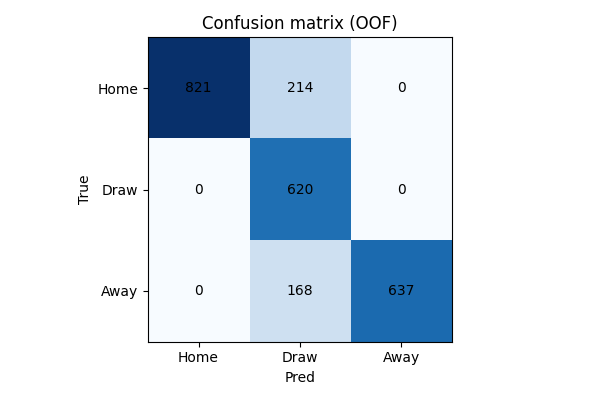 Confusion matrix (OOF)
Home 821 214 0
Draw 0 620 0
Away 0 168 637
Home Draw Away
True
Pred